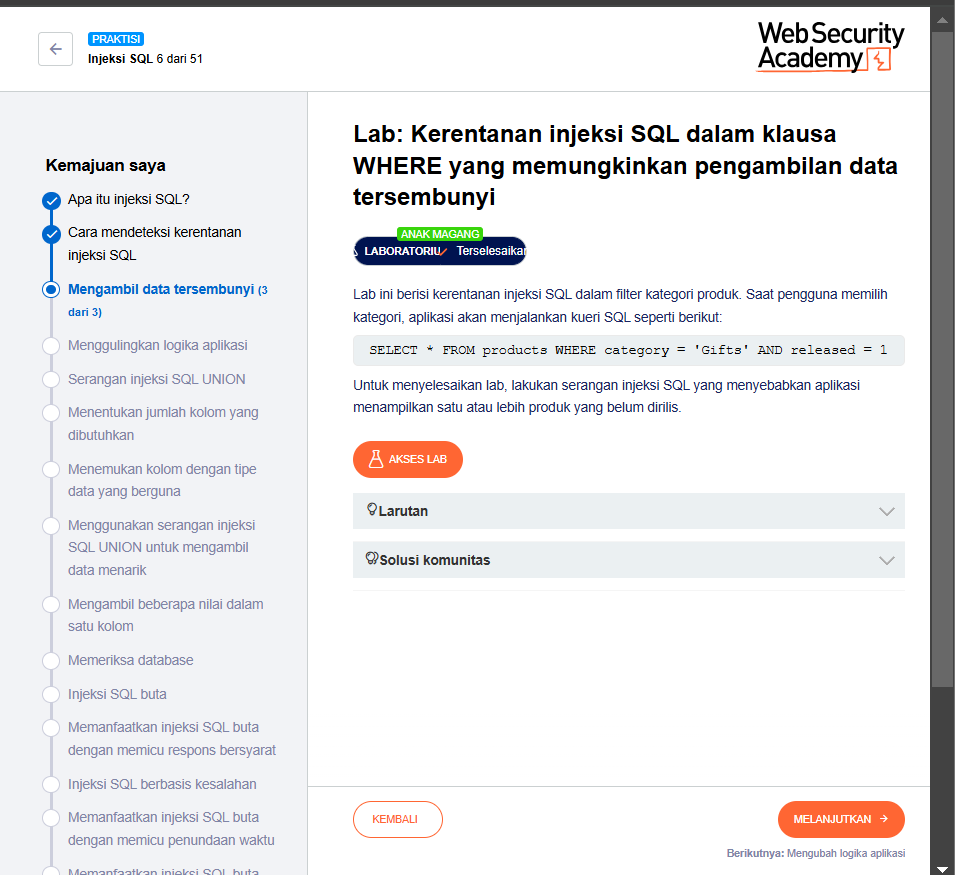 PRAKTISI
Injeksi SQL 6 dari 51
Web Security
Academy
Kemajuan saya
Apa itu injeksi SQL?
Cara mendeteksi kerentanan
injeksi SQL
Mengambil data tersembunyi (3
dari 3)
Menggulingkan logika aplikasi
Serangan injeksi SQL UNION
Menentukan jumlah kolom yang
dibutuhkan
Menemukan kolom dengan tipe
data yang berguna
Menggunakan serangan injeksi
SQL UNION untuk mengambil
data menarik
Mengambil beberapa nilai dalam
satu kolom
Memeriksa database
Injeksi SQL buta
Memanfaatkan injeksi SQL buta
dengan memicu respons bersyarat
Injeksi SQL berbasis kesalahan
Memanfaatkan injeksi SQL buta
dengan memicu penundaan waktu
Memanfaatkan injeksi SQL buta
Lab: Kerentanan injeksi SQL dalam klausa
WHERE yang memungkinkan pengambilan data
tersembunyi
ANAK MAGANG
LABORATORIU Terselesaikan
Lab ini berisi kerentanan injeksi SQL dalam filter kategori produk. Saat pengguna memilih
kategori, aplikasi akan menjalankan kueri SQL seperti berikut:
SELECT * FROM products WHERE category = 'Gifts' AND released = 1
Untuk menyelesaikan lab, lakukan serangan injeksi SQL yang menyebabkan aplikasi
menampilkan satu atau lebih produk yang belum dirilis.
AKSES LAB
Larutan
Solusi komunitas
KEMBALI
MELANJUTKAN →
Berikutnya: Mengubah logika aplikasi